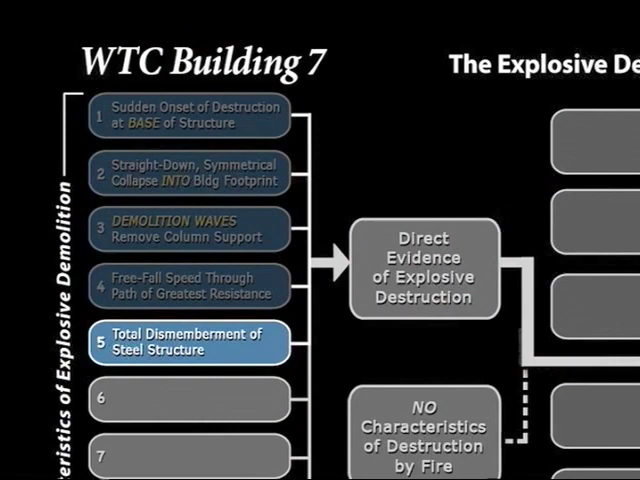 WTC Building 7
The Explosive De
1 Sudden Onset of Destruction
at BASE of Structure
2 Straight-Down, Symmetrical
Collapse INTO Bldg Footprint
3 DEMOLITION WAVES
Remove Column Support
4 Free-Fall Speed Through
Path of Greatest Resistance
5 Total Dismemberment of
Steel Structure
6
7
teristics of Explosive Demolition
Direct
Evidence
of Explosive
Destruction
NO
Characteristics
of Destruction
by Fire